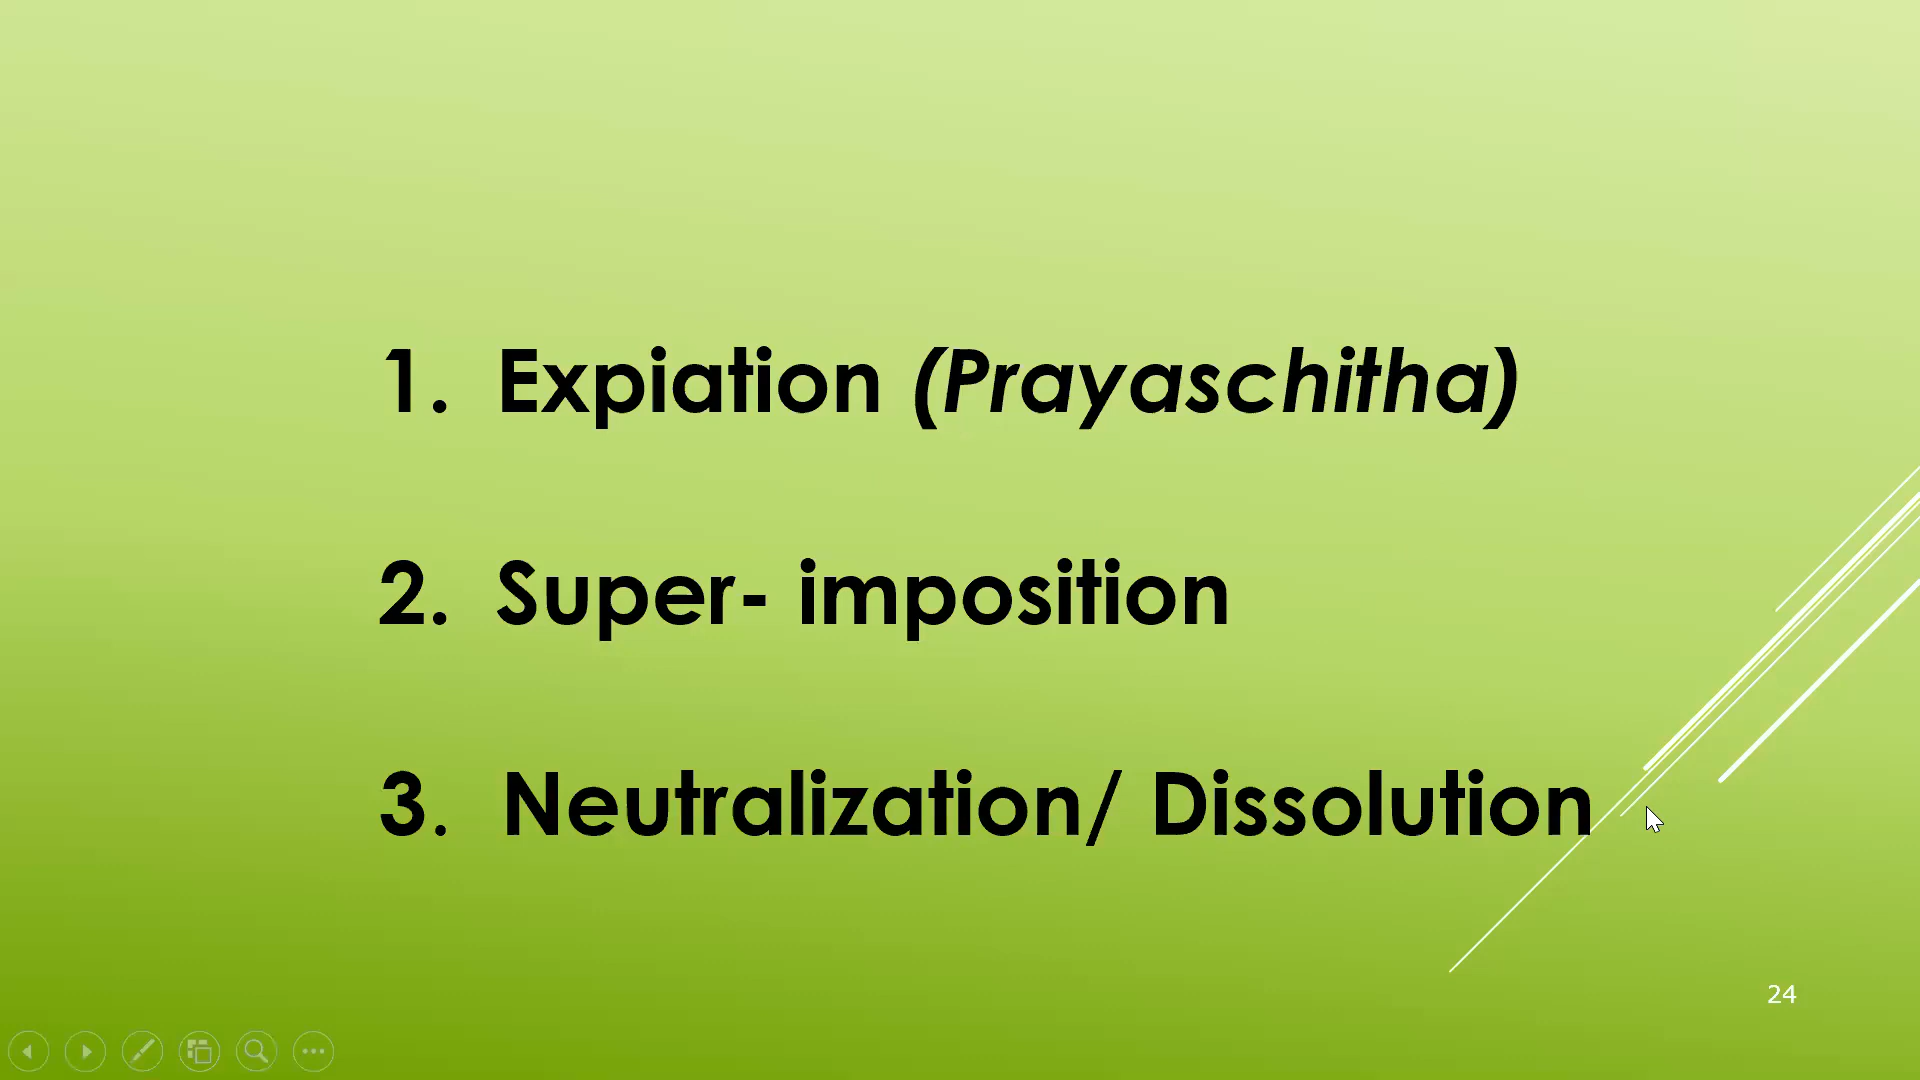 1. Expiation (Prayaschitha)
2. Super- imposition
3. Neutralization/ Dissolution
24